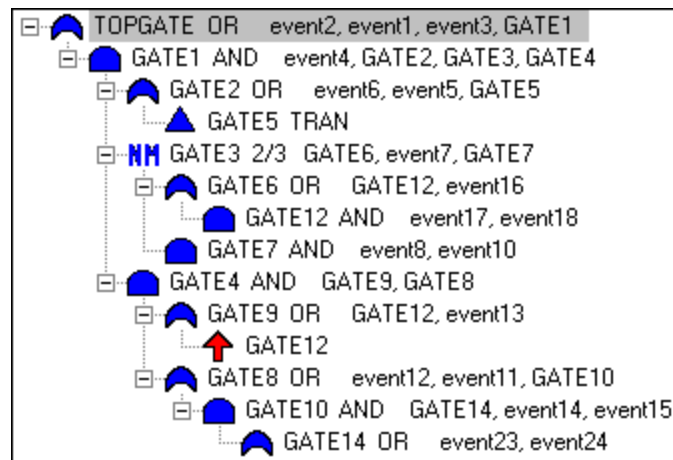 TOPGATE OR event2, event1, event3, GATE1
GATE1 AND event4, GATE2, GATE3, GATE4
GATE2 OR event6, event5, GATE5
GATE5 TRAN
NM GATE3 2/3 GATE6, event7, GATE7
GATE6 OR GATE12, event16
GATE12 AND event17, event18
GATE7 AND event8, event10
GATE4 AND GATE9, GATE8
GATE9 OR GATE12, event13
GATE12
GATE8 OR event12, event11, GATE10
GATE10 AND GATE14, event14, event15
GATE14 OR event23, event24